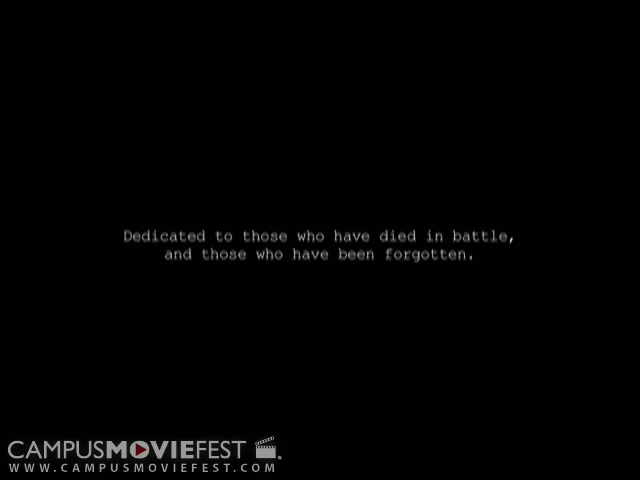 Dedicated to those who have died in battle,
and those who have been forgotten.
CAMPUSMOVIEFEST
WWW.CAMPUSMOVIEFEST.COM